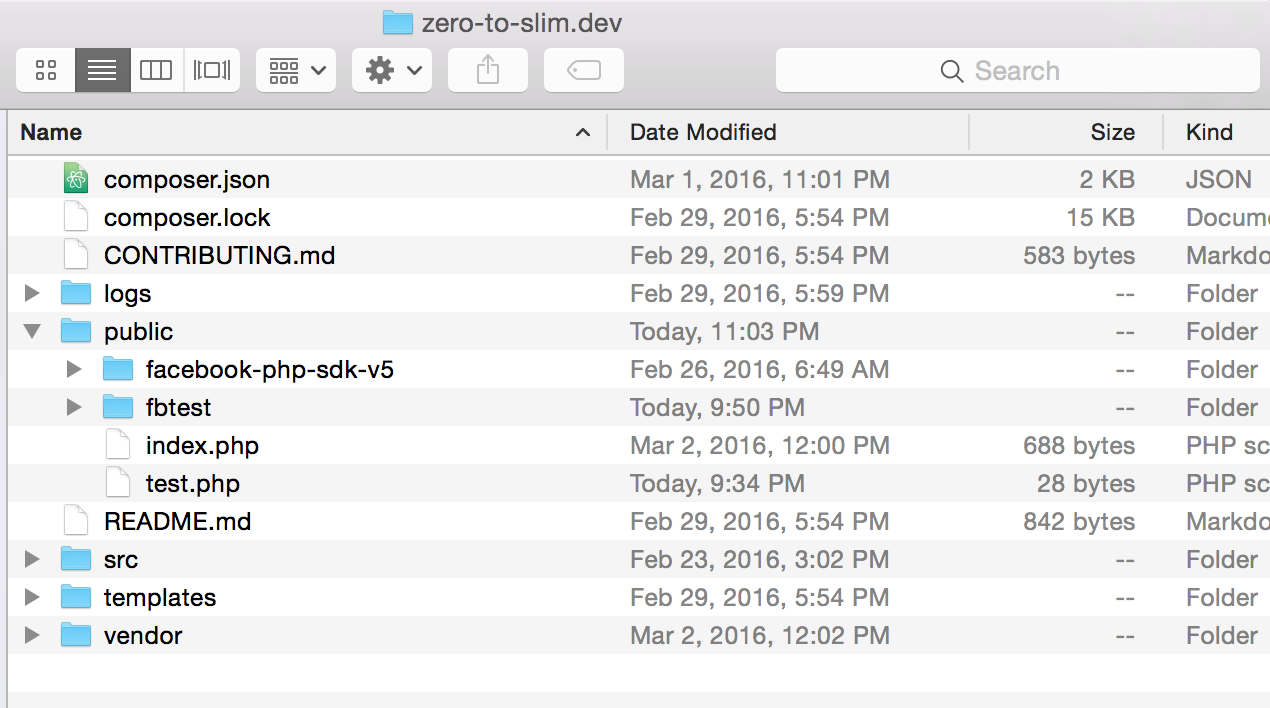 zero-to-slim.dev
Search
Name Date Modified Size Kind
composer.json Mar 1, 2016, 11:01 PM 2 KB JSON
composer.lock Feb 29, 2016, 5:54 PM 15 KB Docume
CONTRIBUTING.md Feb 29, 2016, 5:54 PM 583 bytes Markdo
logs Feb 29, 2016, 5:59 PM -- Folder
public Today, 11:03 PM -- Folder
facebook-php-sdk-v5 Feb 26, 2016, 6:49 AM -- Folder
fbtest Today, 9:50 PM -- Folder
index.php Mar 2, 2016, 12:00 PM 688 bytes PHP sc
test.php Today, 9:34 PM 28 bytes PHP sc
README.md Feb 29, 2016, 5:54 PM 842 bytes Markdo
src Feb 23, 2016, 3:02 PM -- Folder
templates Feb 29, 2016, 5:54 PM -- Folder
vendor Mar 2, 2016, 12:02 PM -- Folder